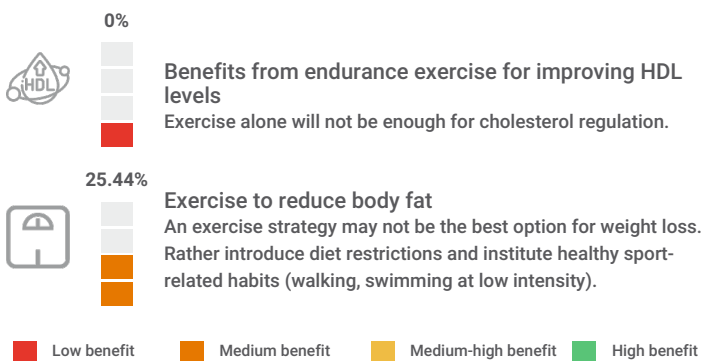 0%
HDL
Benefits from endurance exercise for improving HDL
levels
Exercise alone will not be enough for cholesterol regulation.
25.44%
Exercise to reduce body fat
An exercise strategy may not be the best option for weight loss.
Rather introduce diet restrictions and institute healthy sport-
related habits (walking, swimming at low intensity).
Low benefit Medium benefit Medium-high benefit High benefit